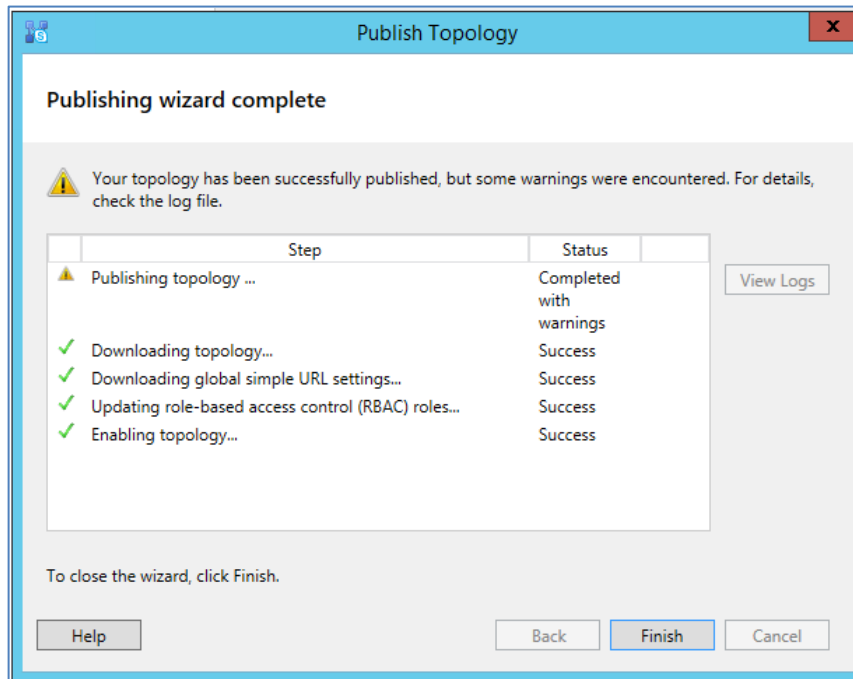 Publish Topology
x
Publishing wizard complete
Your topology has been successfully published, but some warnings were encountered. For details,
check the log file.
Step Status
Publishing topology ... Completed
with
warnings
View Logs
Downloading topology... Success
Downloading global simple URL settings... Success
Updating role-based access control (RBAC) roles... Success
Enabling topology... Success
To close the wizard, click Finish.
Help Back Finish Cancel